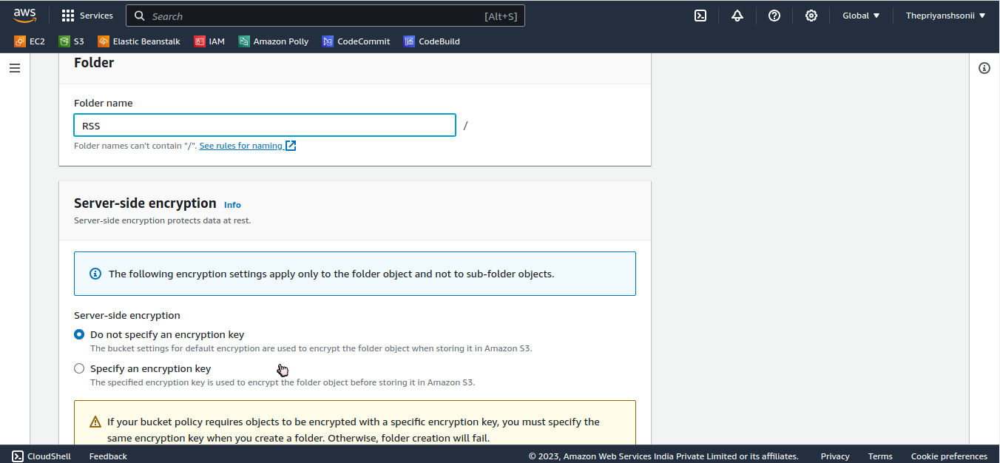 aws Services Search [Alt+S] Global Thepriyanshsonii
EC2 S3 Elastic Beanstalk IAM Amazon Polly CodeCommit CodeBuild
Folder
Folder name
RSS /
Folder names can't contain "/". See rules for naming
Server-side encryption Info
Server-side encryption protects data at rest.
The following encryption settings apply only to the folder object and not to sub-folder objects.
Server-side encryption
Do not specify an encryption key
The bucket settings for default encryption are used to encrypt the folder object when storing it in Amazon S3.
Specify an encryption key
The specified encryption key is used to encrypt the folder object before storing it in Amazon S3.
If your bucket policy requires objects to be encrypted with a specific encryption key, you must specify the
same encryption key when you create a folder. Otherwise, folder creation will fail.
CloudShell Feedback © 2023, Amazon Web Services India Private Limited or its affiliates. Privacy Terms Cookie preferences